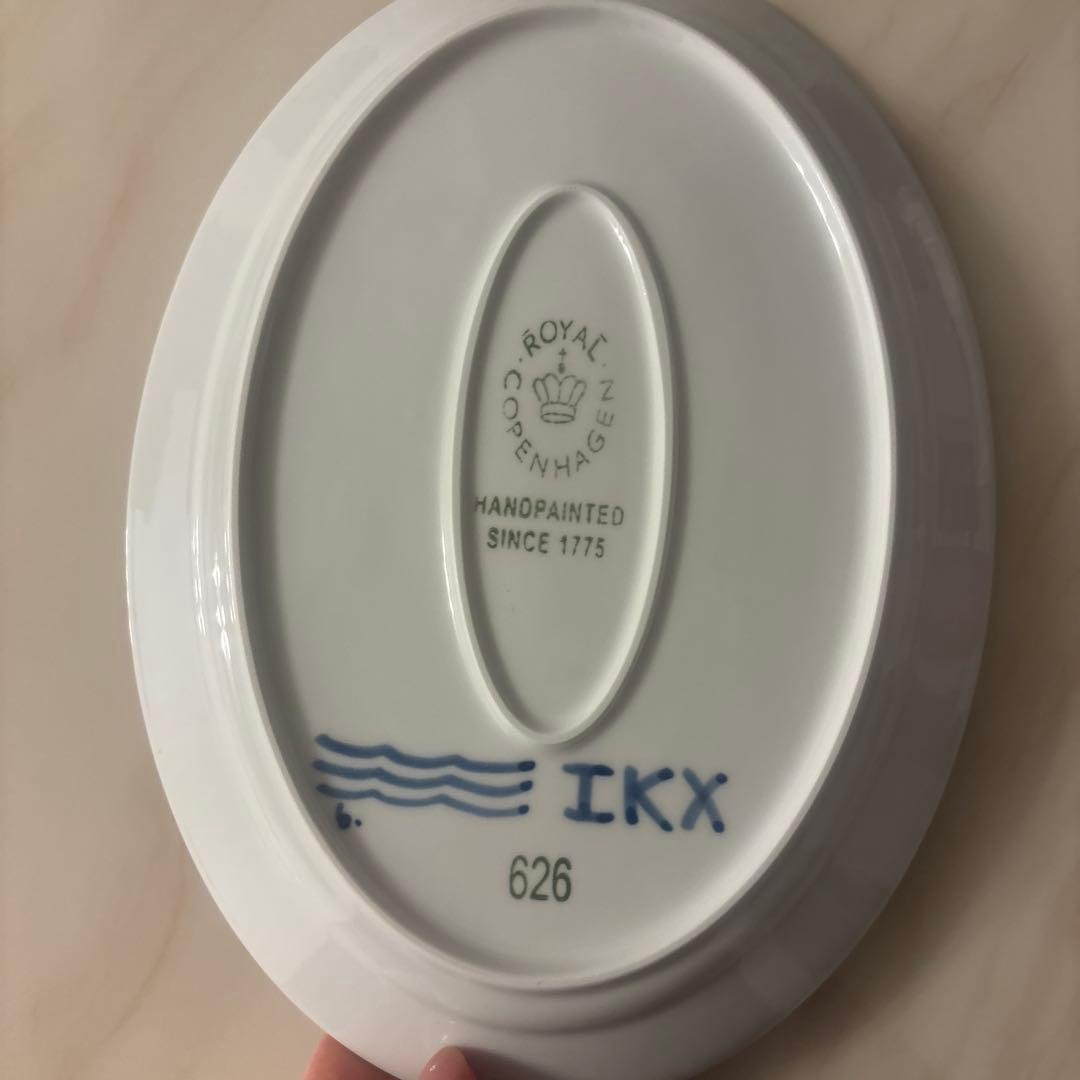 ROYAL
COPENHAGEN
HANDPAINTED
SINCE 1775
IKX
6.
626